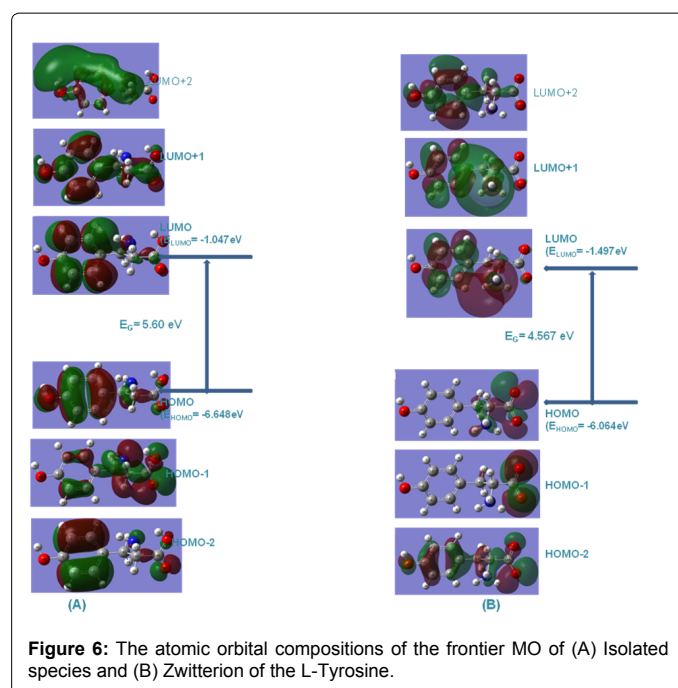 LUMO+2
LUMO+1
LUMO
(E_LUMO= -1.047eV
E_G= 5.60 eV
HOMO
(E_HOMO= -6.648eV
HOMO-1
HOMO-2
(A)
LUMO+2
LUMO+1
LUMO
(E_LUMO= -1.497eV
E_G= 4.567 eV
HOMO
(E_HOMO= -6.064eV
HOMO-1
HOMO-2
(B)
Figure 6: The atomic orbital compositions of the frontier MO of (A) Isolated
species and (B) Zwitterion of the L-Tyrosine.